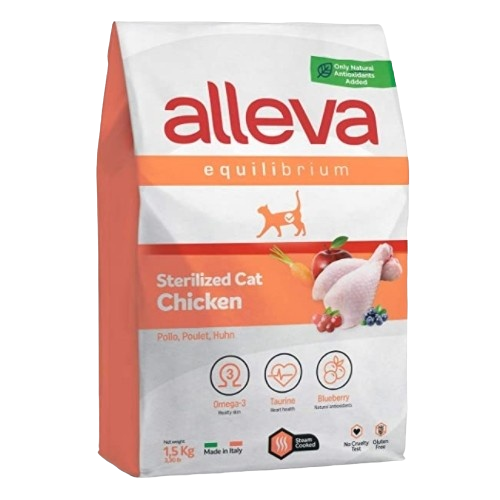 Only Natural
Antioxidants
Added
alleva
equilibrium
Sterilized Cat
Chicken
Pollo, Poulet, Huhn
3
Omega-3
Healthy skin
Taurine
Heart health
Blueberry
Natural antioxidants
Net weight
1,5 Kg
Made in Italy
Steam
Cooked
No Cruelty
Test
Gluten
Free